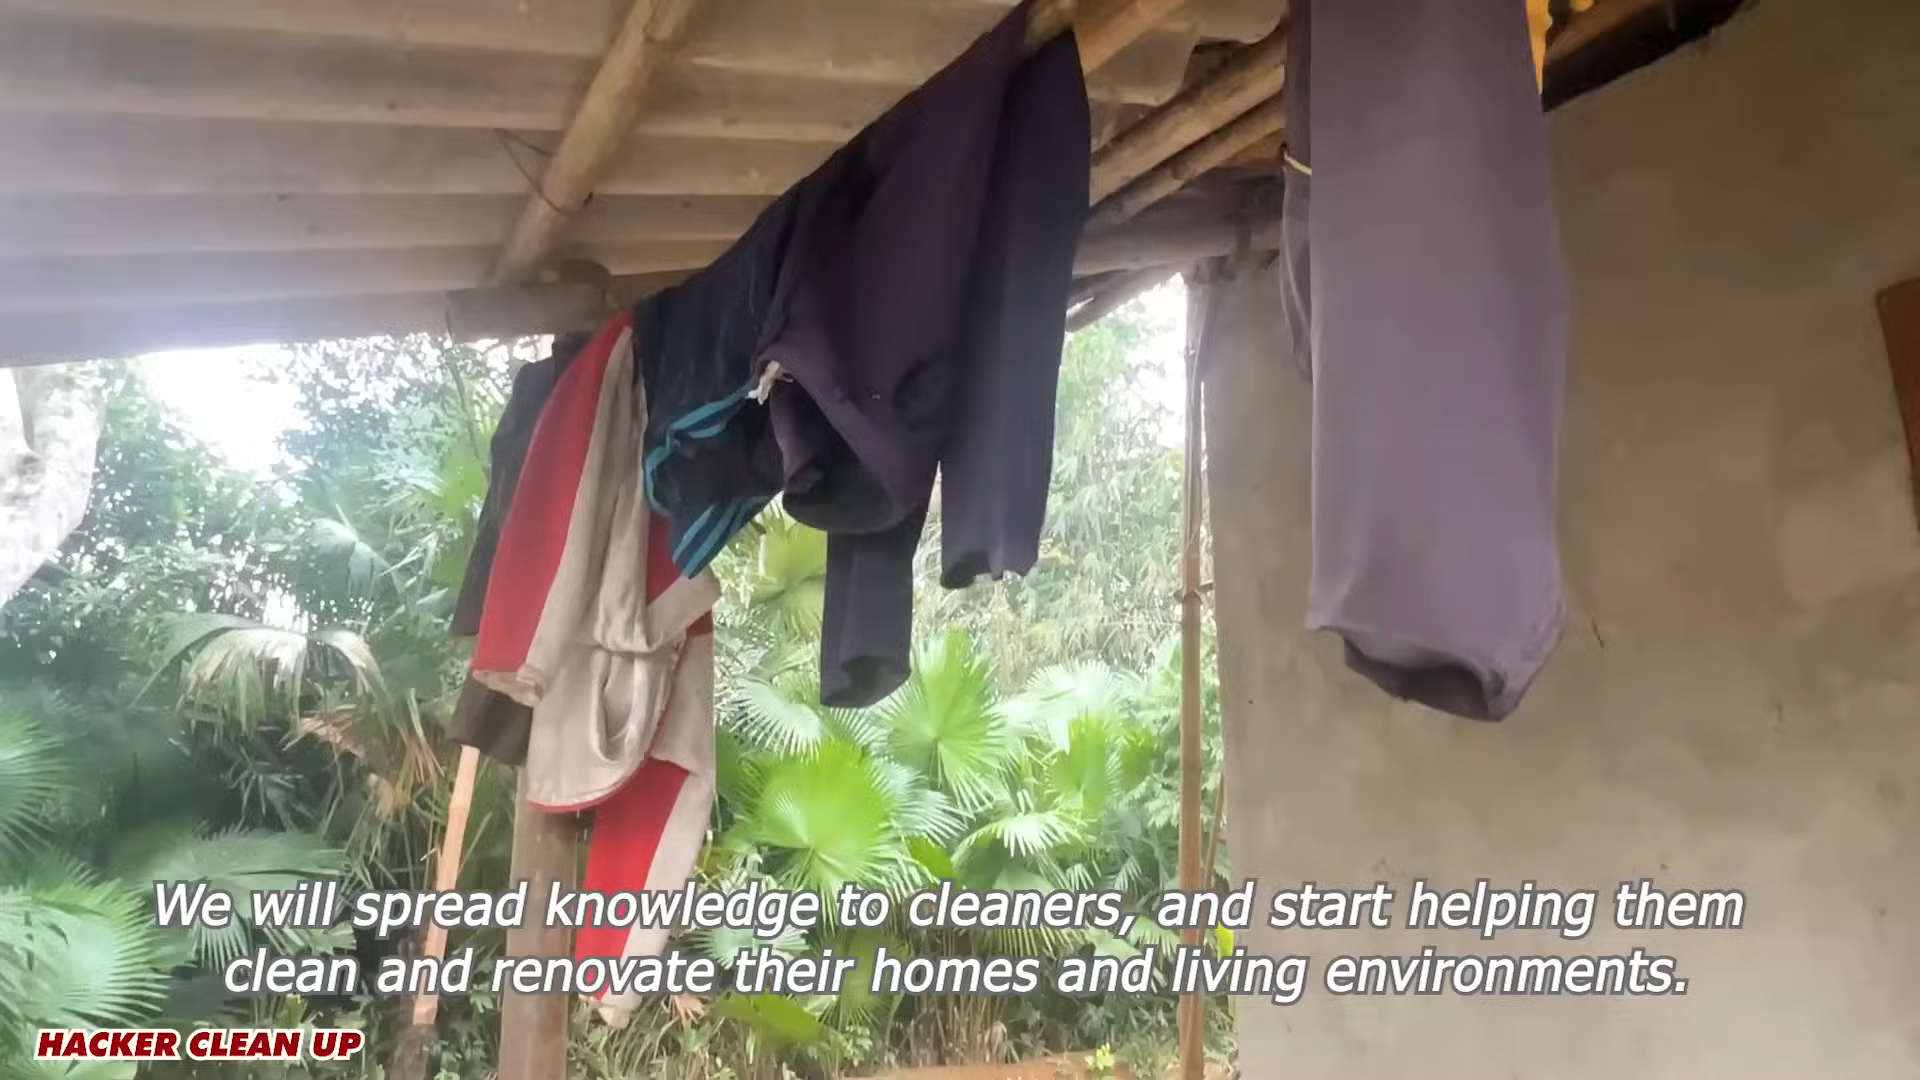 We will spread knowledge to cleaners, and start helping them
clean and renovate their homes and living environments.
HACKER CLEAN UP